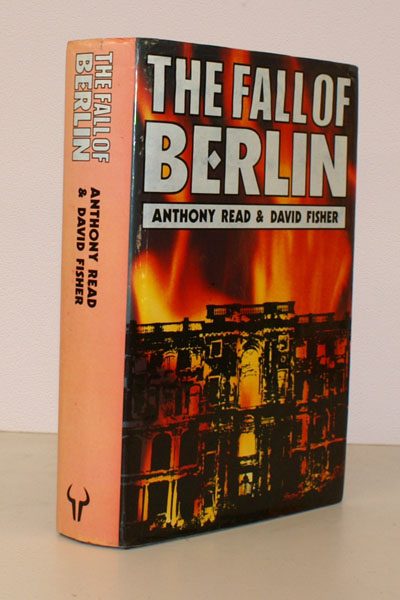 THE FALL OF
BERLIN
ANTHONY READ & DAVID FISHER
THE FALL OF
BERLIN
ANTHONY READ
& DAVID FISHER